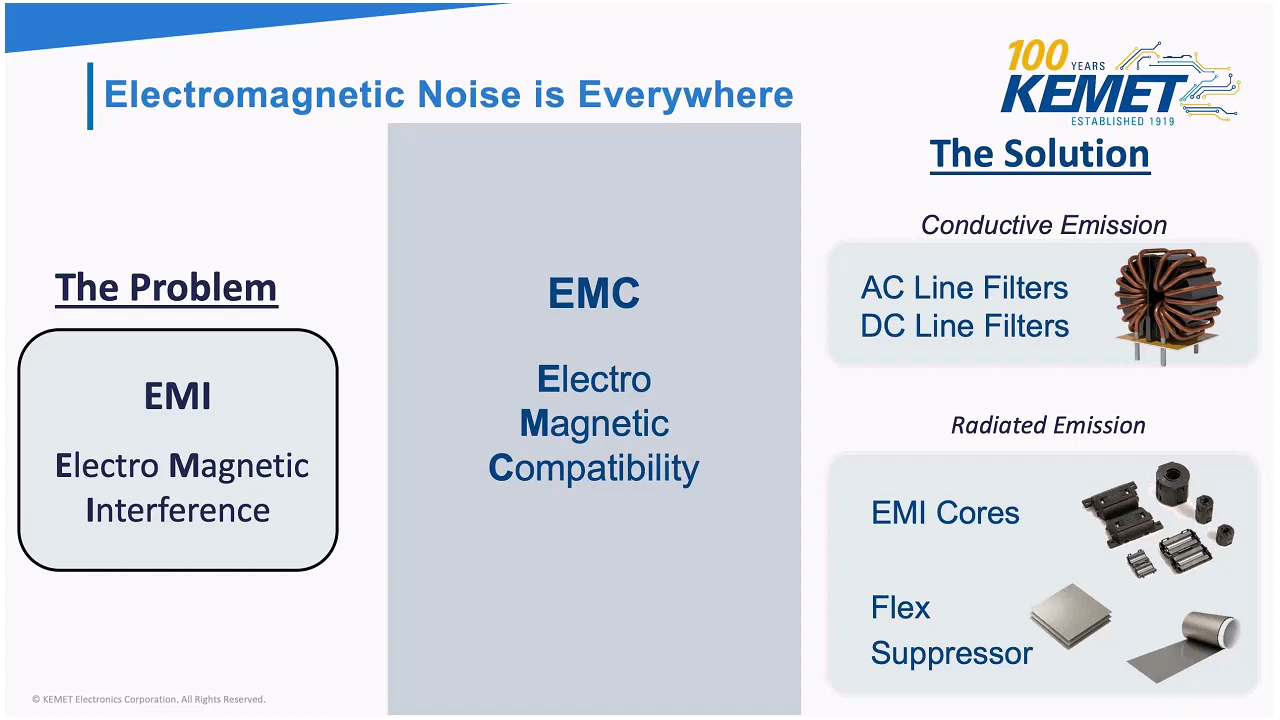 Electromagnetic Noise is Everywhere
100 YEARS
KEMET
ESTABLISHED 1919
The Problem
EMI
Electro Magnetic
Interference
EMC
Electro
Magnetic
Compatibility
The Solution
Conductive Emission
AC Line Filters
DC Line Filters
Radiated Emission
EMI Cores
Flex
Suppressor
© KEMET Electronics Corporation. All Rights Reserved.